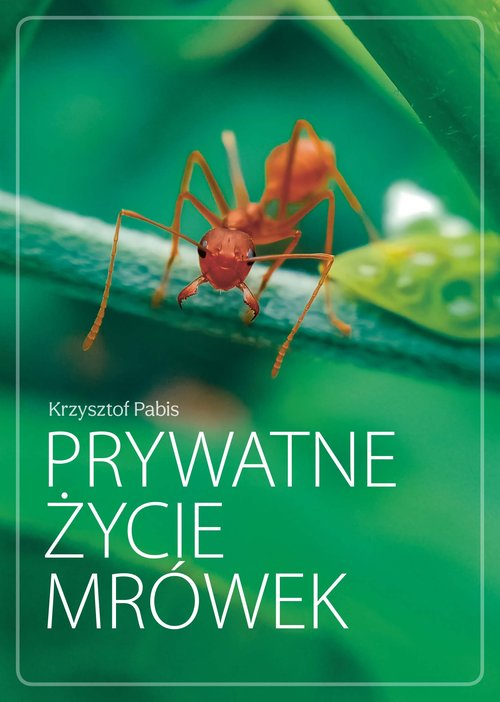 Krzysztof Pabis
PRYWATNE
ŻYCIE
MRÓWEK